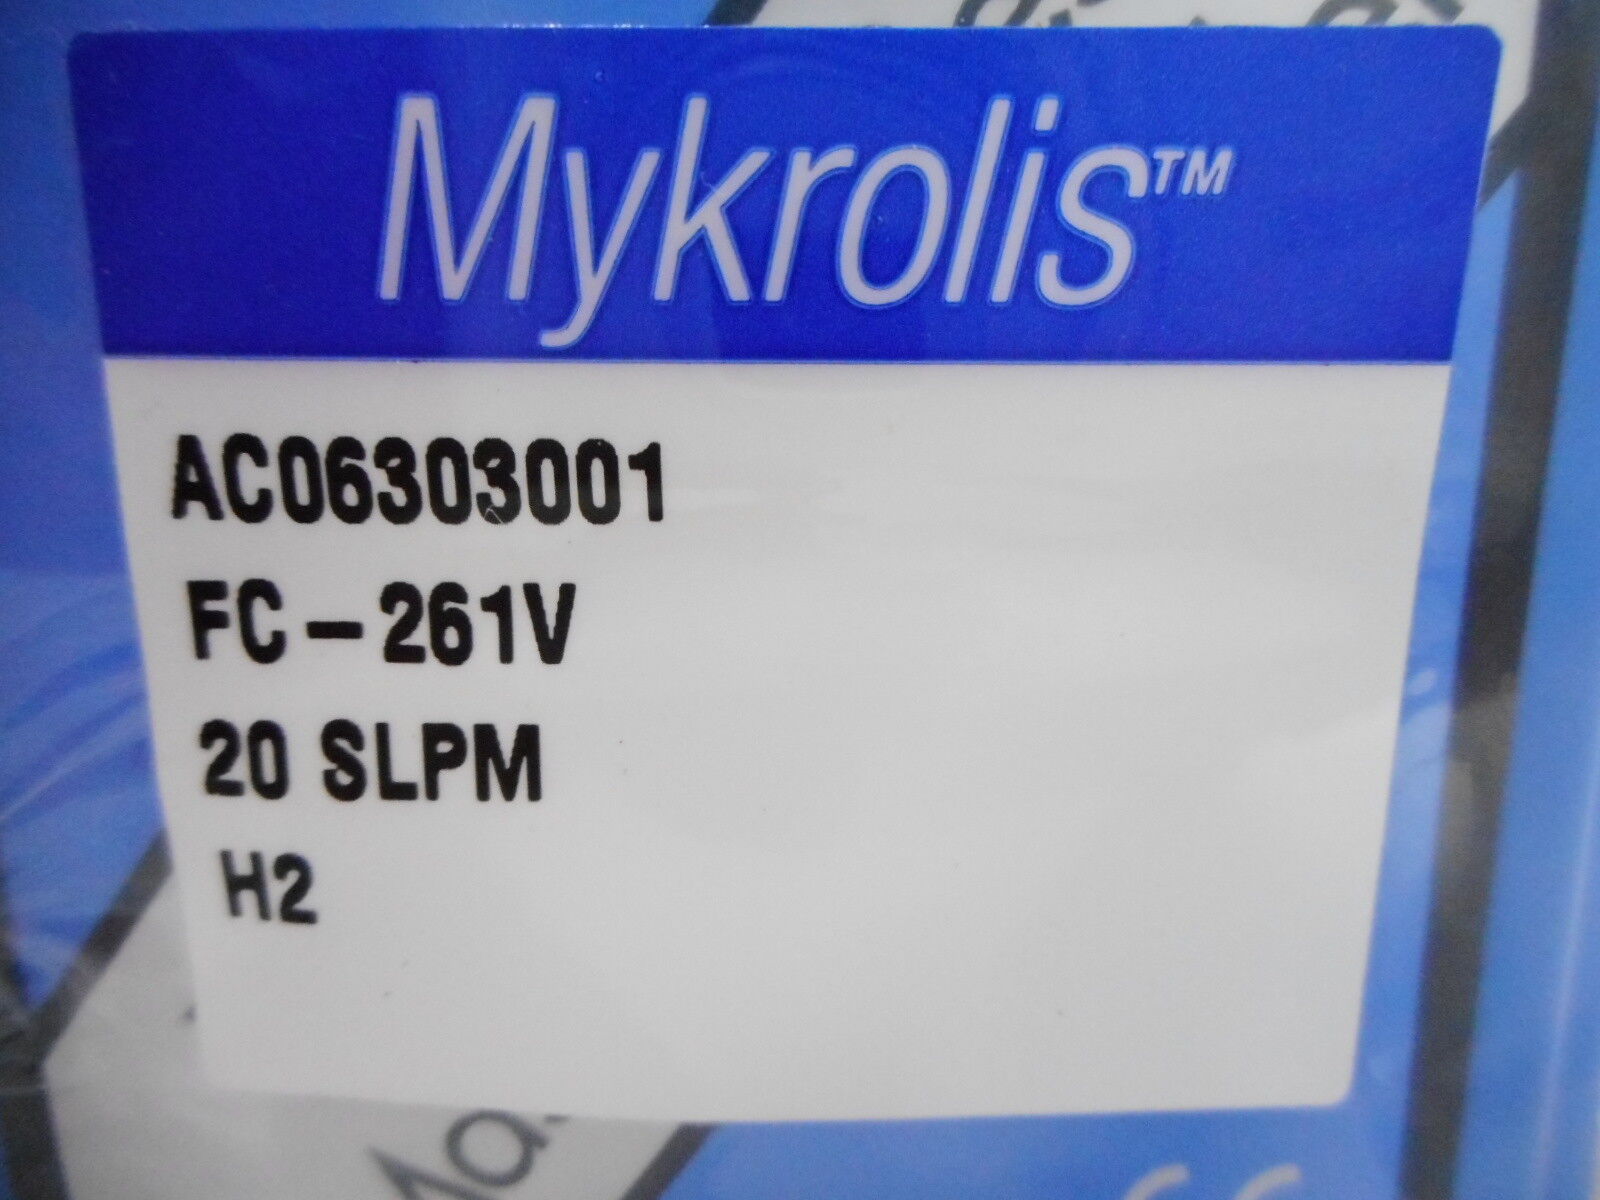 Mykrolis™
AC06303001
FC-261V
20 SLPM
H2